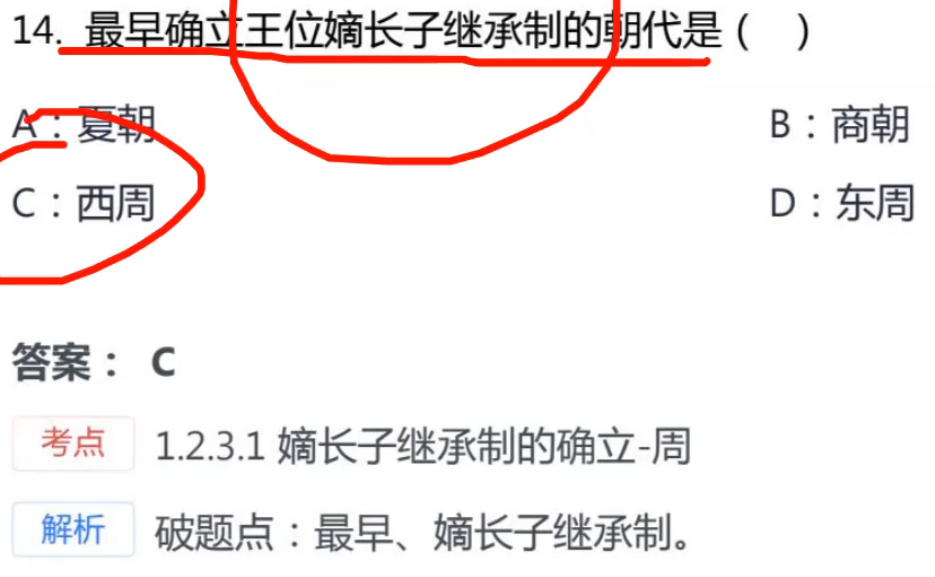 14. 最早确立王位嫡长子继承制的朝代是（ ）
A：夏朝 B：商朝
C：西周 D：东周
答案： C
考点 1.2.3.1 嫡长子继承制的确立-周
解析 破题点：最早、嫡长子继承制。